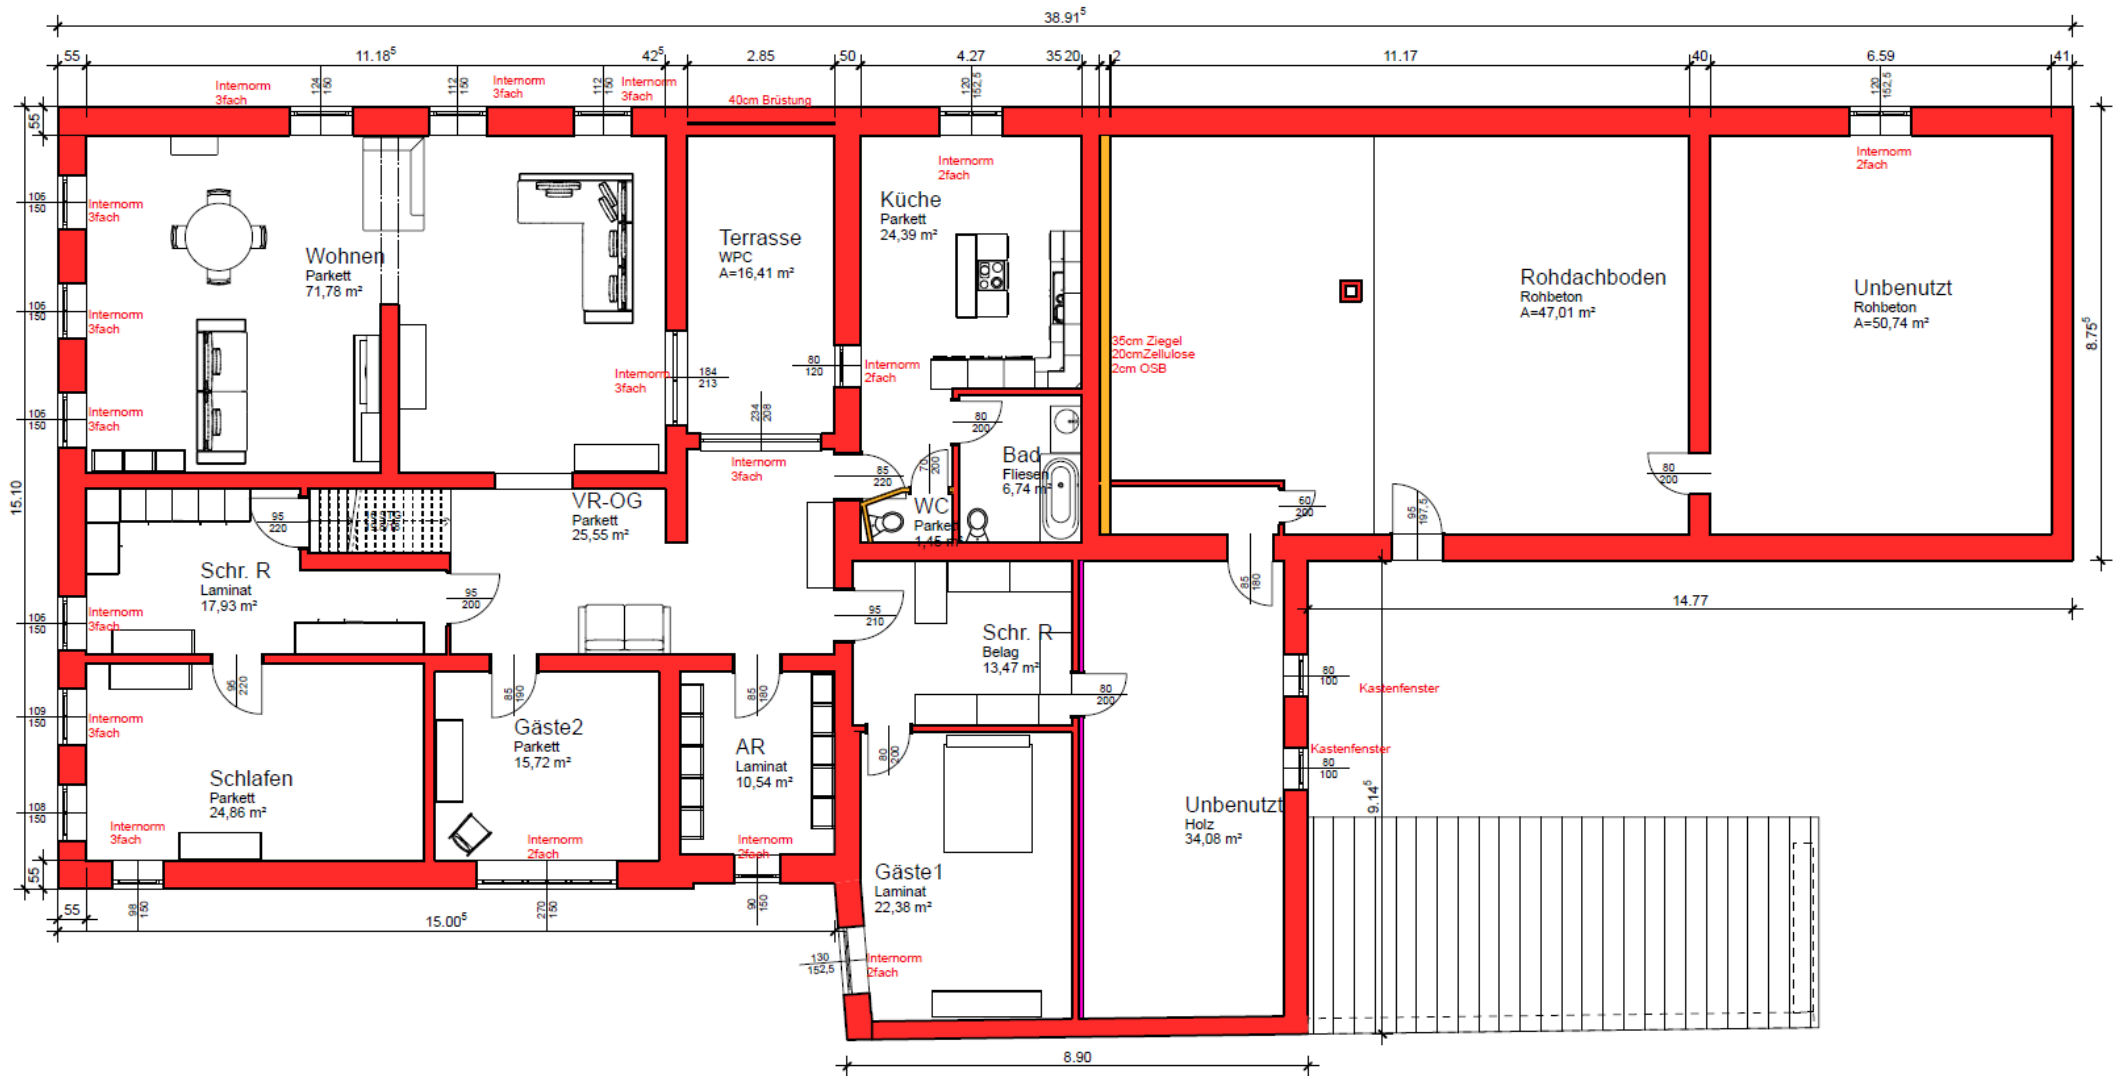 38.91⁵
55
11.18⁵
42⁵
2.85
50
4.27
35
20
2
11.17
40
6.59
41
Internorm
3fach
124
150
112
150
Internorm
3fach
112
150
Internorm
3fach
40cm Brüstung
120
152,5
120
152,5
55
Internorm
2fach
Internorm
2fach
106
150
Internorm
3fach
Wohnen
Parkett
71,78 m²
Terrasse
WPC
A=16,41 m²
Küche
Parkett
24,39 m²
Rohdachboden
Rohbeton
A=47,01 m²
Unbenutzt
Rohbeton
A=50,74 m²
8.75⁵
106
150
Internorm
3fach
35cm Ziegel
20cmZellulose
2cm OSB
Internorm
3fach
184
213
80
120
Internorm
2fach
106
150
Internorm
3fach
234
208
80
200
Internorm
3fach
85
220
70
200
Bad
Fliesen
6,74 m²
80
200
15.10
95
220
VR-OG
Parkett
25,55 m²
WC
Parkett
1,45 m²
60
200
95
197,5
Schr. R
Laminat
17,93 m²
95
200
85
180
106
150
Internorm
3fach
95
210
14.77
Schr. R
Belag
13,47 m²
95
220
85
190
85
180
80
200
80
100
Kastenfenster
109
150
Internorm
3fach
Gäste2
Parkett
15,72 m²
AR
Laminat
10,54 m²
80
200
Kastenfenster
80
100
Schlafen
Parkett
24,86 m²
108
150
Internorm
3fach
Internorm
2fach
Internorm
2fach
Unbenutzt
Holz
34,08 m²
9.14⁵
55
Gäste1
Laminat
22,38 m²
55
98
150
15.00⁵
270
150
90
150
130
152,5
Internorm
2fach
8.90